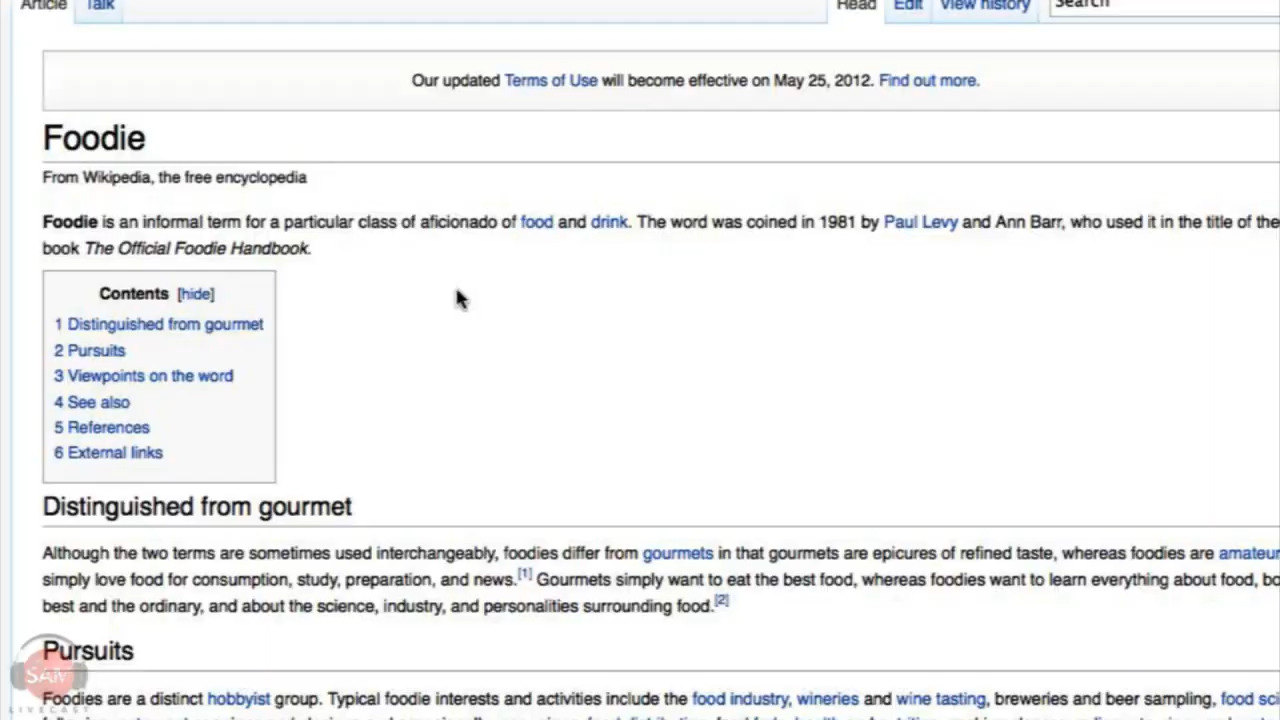 Article Talk Read Edit View history Search
Our updated Terms of Use will become effective on May 25, 2012. Find out more.
Foodie
From Wikipedia, the free encyclopedia
Foodie is an informal term for a particular class of aficionado of food and drink. The word was coined in 1981 by Paul Levy and Ann Barr, who used it in the title of the
book The Official Foodie Handbook.
Contents [hide]
1 Distinguished from gourmet
2 Pursuits
3 Viewpoints on the word
4 See also
5 References
6 External links
Distinguished from gourmet
Although the two terms are sometimes used interchangeably, foodies differ from gourmets in that gourmets are epicures of refined taste, whereas foodies are amateur
simply love food for consumption, study, preparation, and news.[1] Gourmets simply want to eat the best food, whereas foodies want to learn everything about food, bo
best and the ordinary, and about the science, industry, and personalities surrounding food.[2]
Pursuits
SAM
LIVECAST
Foodies are a distinct hobbyist group. Typical foodie interests and activities include the food industry, wineries and wine tasting, breweries and beer sampling, food sci